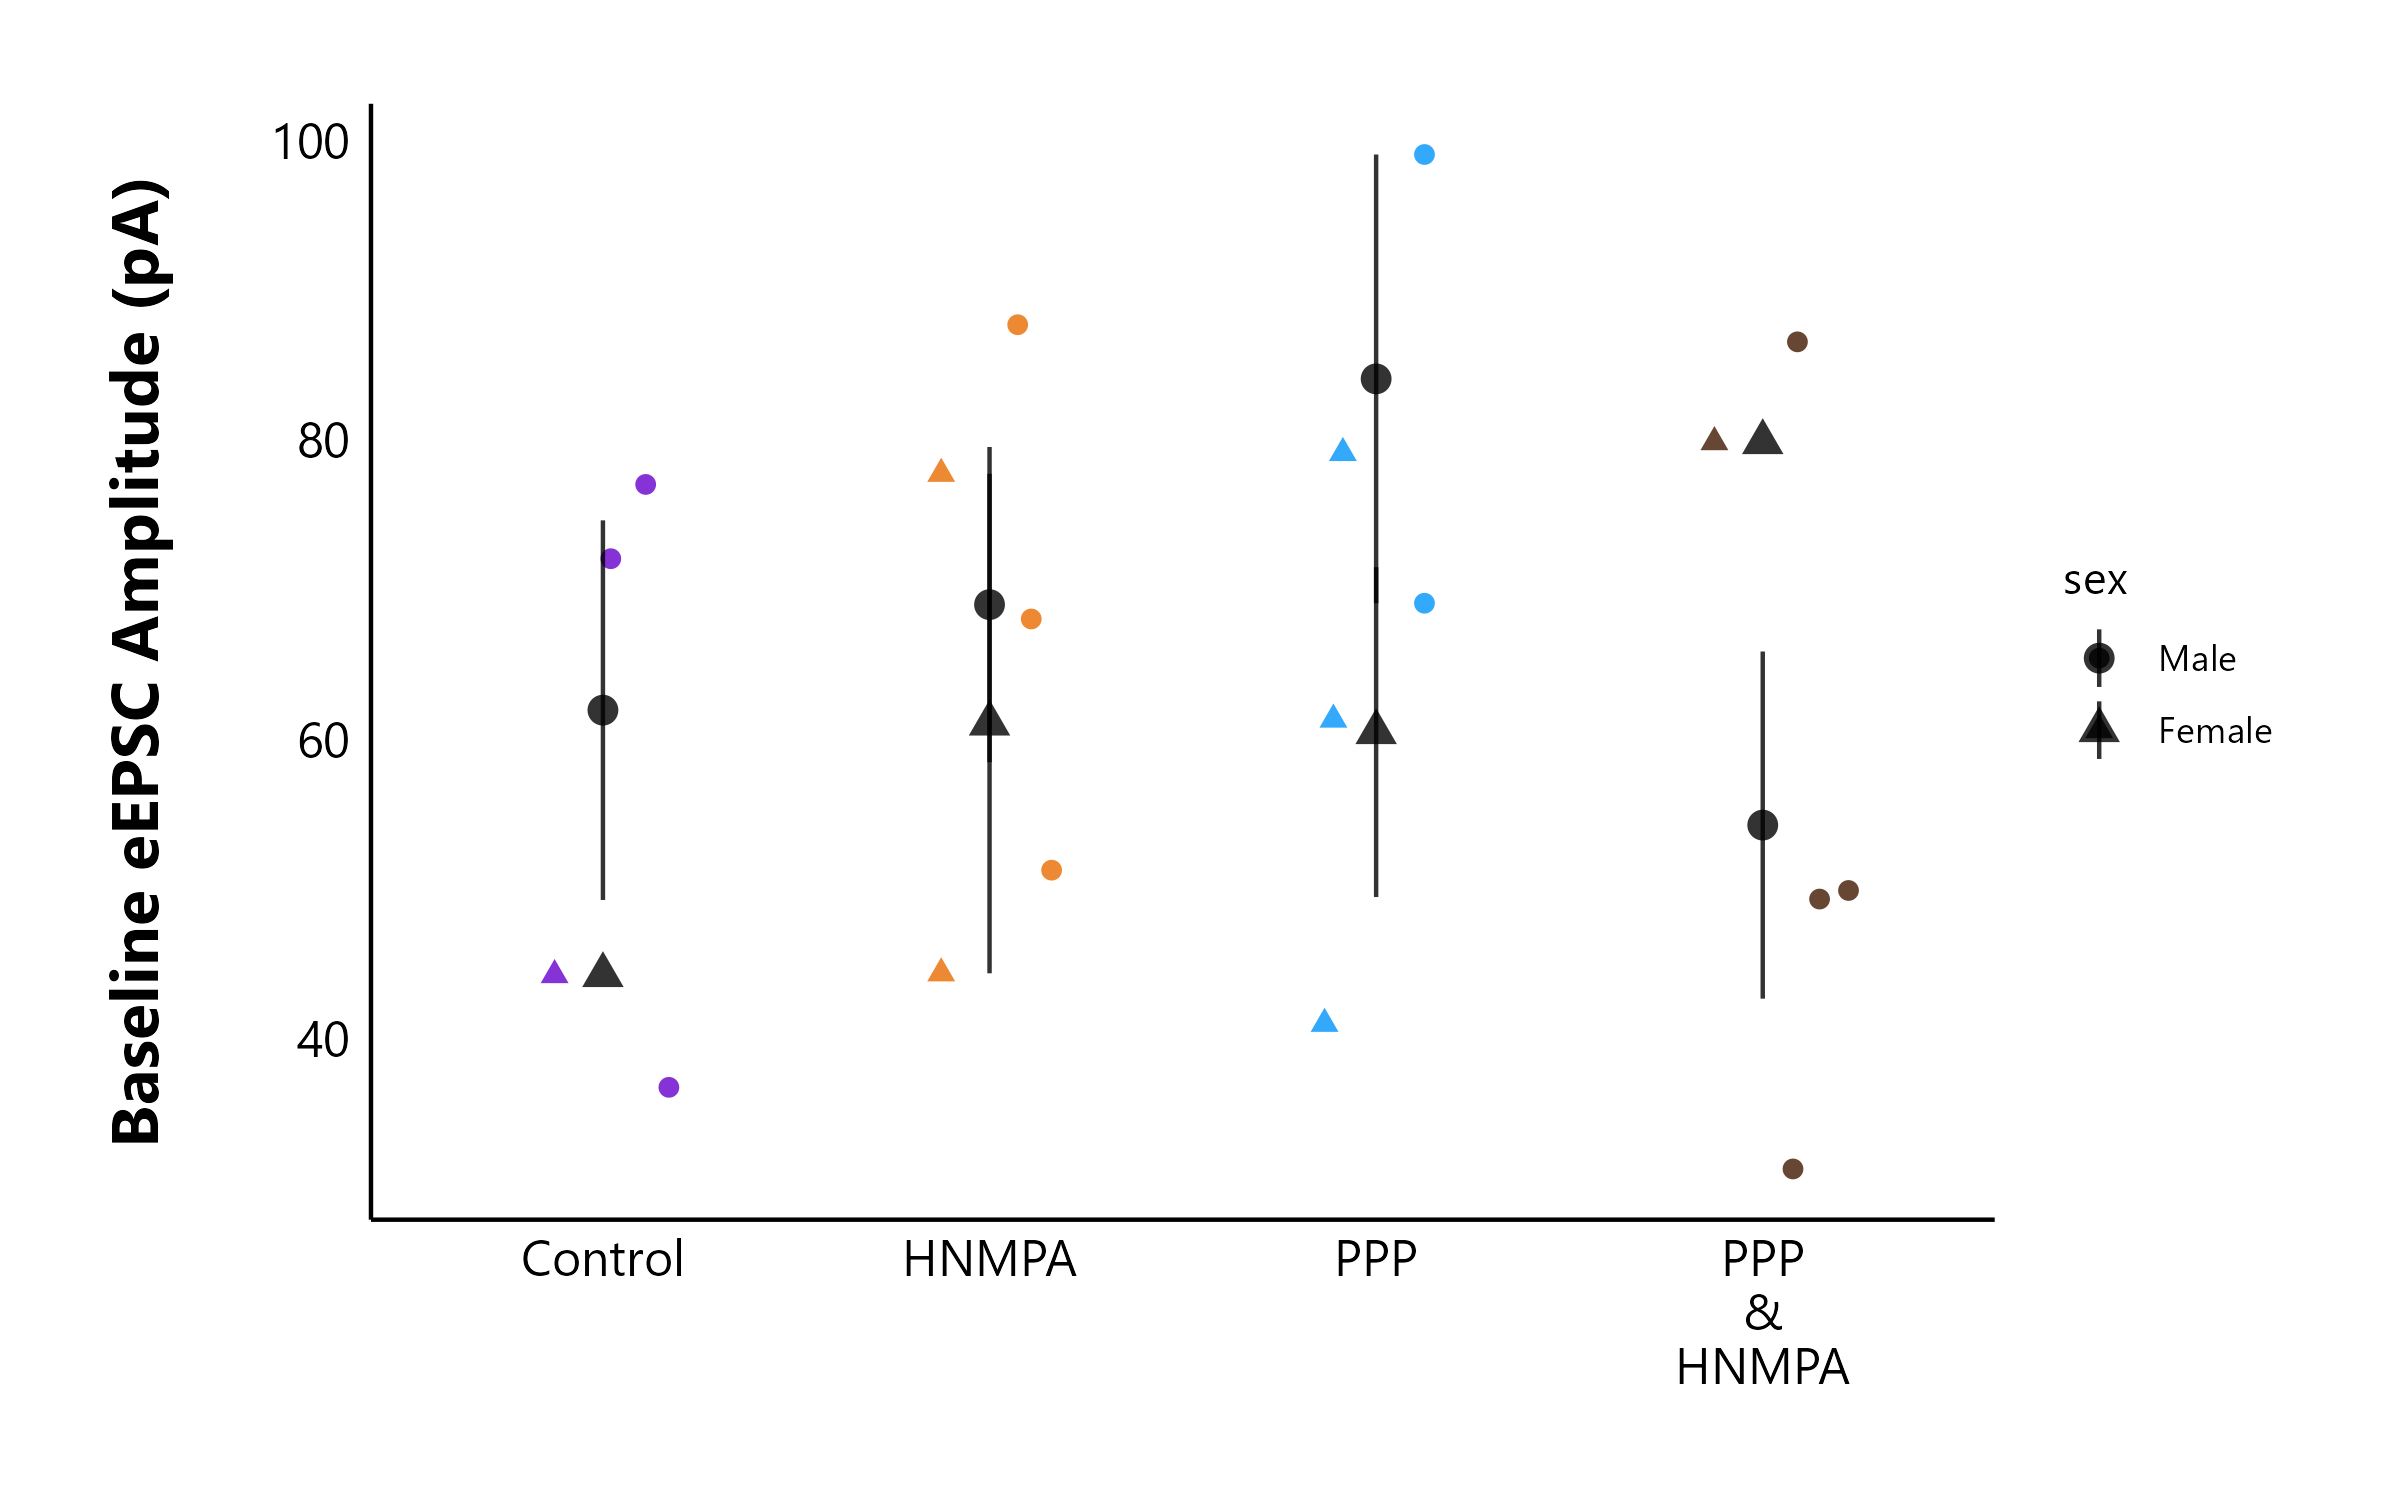 Baseline eEPSC Amplitude (pA)
100
80
60
40
Control
HNMPA
PPP
PPP
&
HNMPA
sex
Male
Female